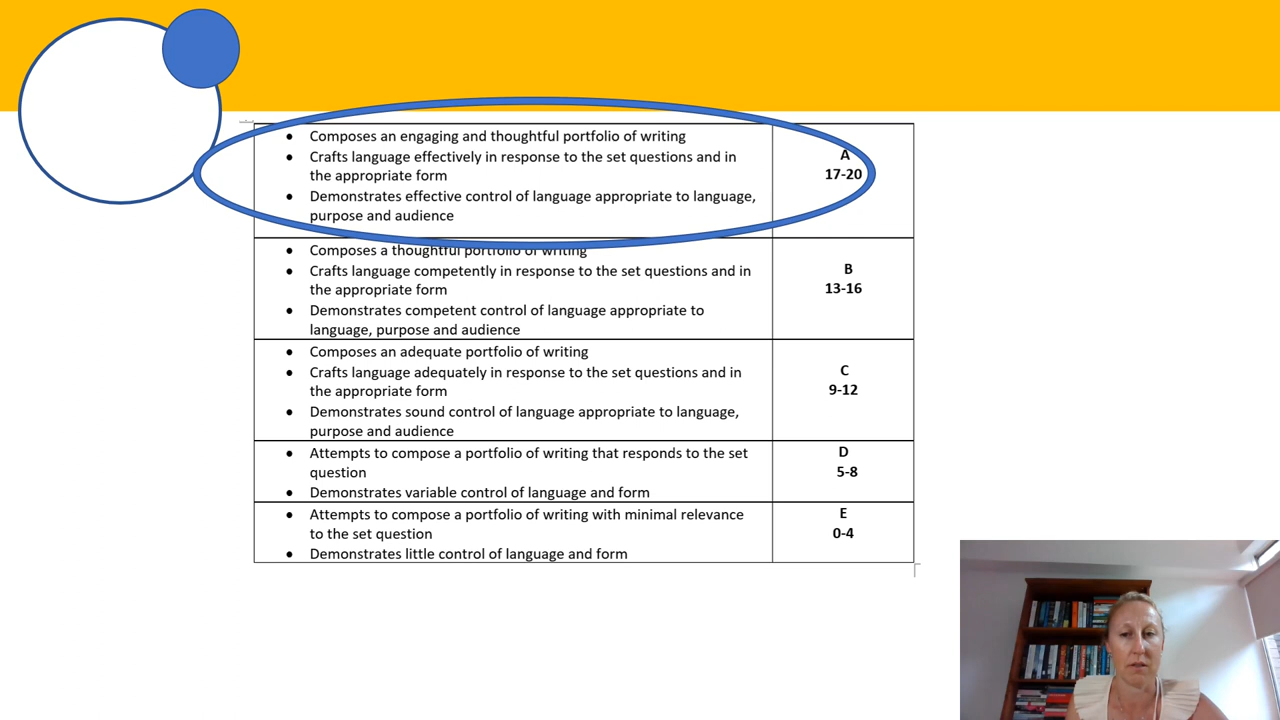 • Composes an engaging and thoughtful portfolio of writing
• Crafts language effectively in response to the set questions and in
the appropriate form
• Demonstrates effective control of language appropriate to language,
purpose and audience
A
17-20
• Composes a thoughtful portfolio of writing
• Crafts language competently in response to the set questions and in
the appropriate form
• Demonstrates competent control of language appropriate to
language, purpose and audience
B
13-16
• Composes an adequate portfolio of writing
• Crafts language adequately in response to the set questions and in
the appropriate form
• Demonstrates sound control of language appropriate to language,
purpose and audience
C
9-12
• Attempts to compose a portfolio of writing that responds to the set
question
• Demonstrates variable control of language and form
D
5-8
• Attempts to compose a portfolio of writing with minimal relevance
to the set question
• Demonstrates little control of language and form
E
0-4